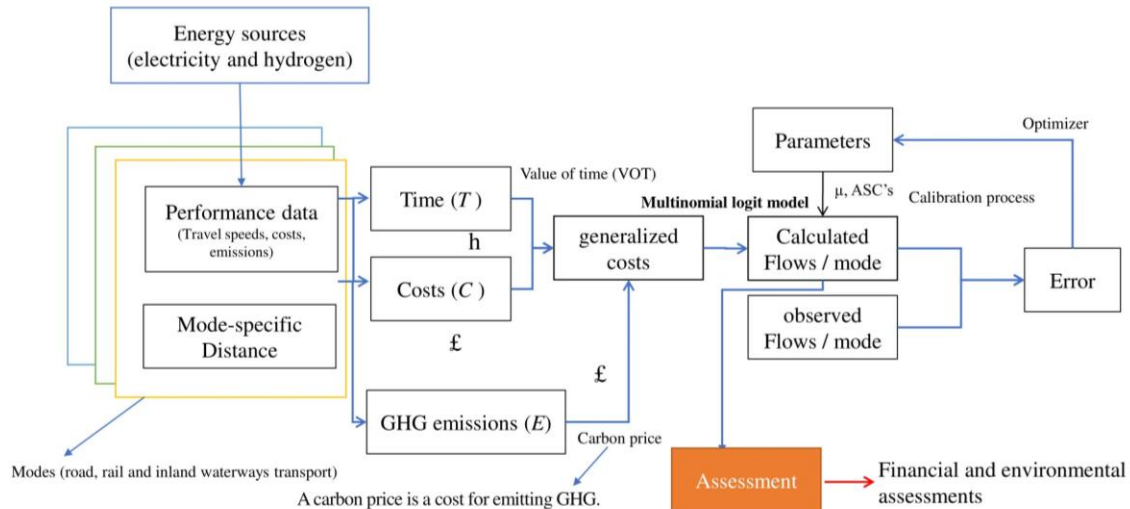 Energy sources
(electricity and hydrogen)
Performance data
(Travel speeds, costs,
emissions)
Mode-specific
Distance
Modes (road, rail and inland waterways transport)
Time (T )
h
Costs (C )
£
GHG emissions (E)
Value of time (VOT)
generalized
costs
£
Carbon price
A carbon price is a cost for emitting GHG.
Multinomial logit model
Parameters
μ, ASC's
Calibration process
Optimizer
Calculated
Flows / mode
observed
Flows / mode
Error
Assessment
Financial and environmental
assessments